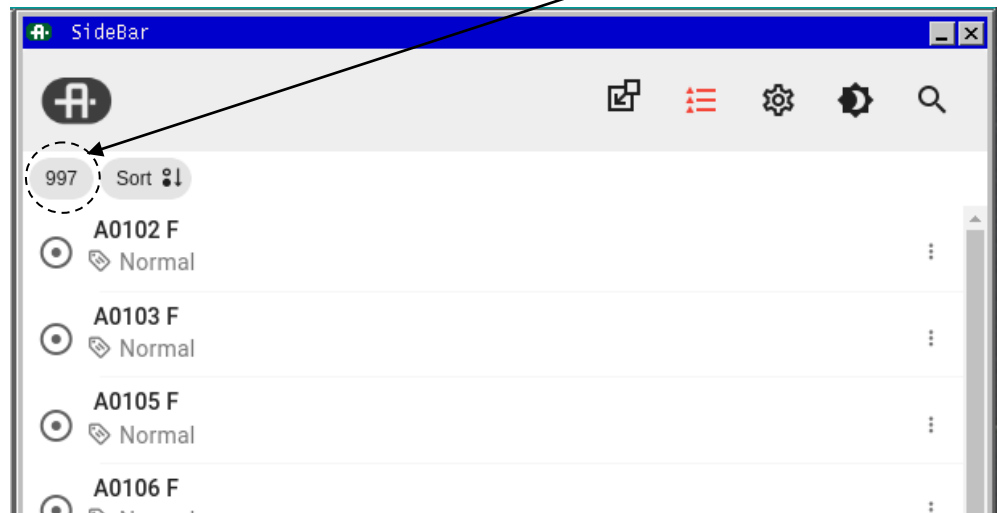 SideBar
997 Sort
A0102 F
Normal
A0103 F
Normal
A0105 F
Normal
A0106 F